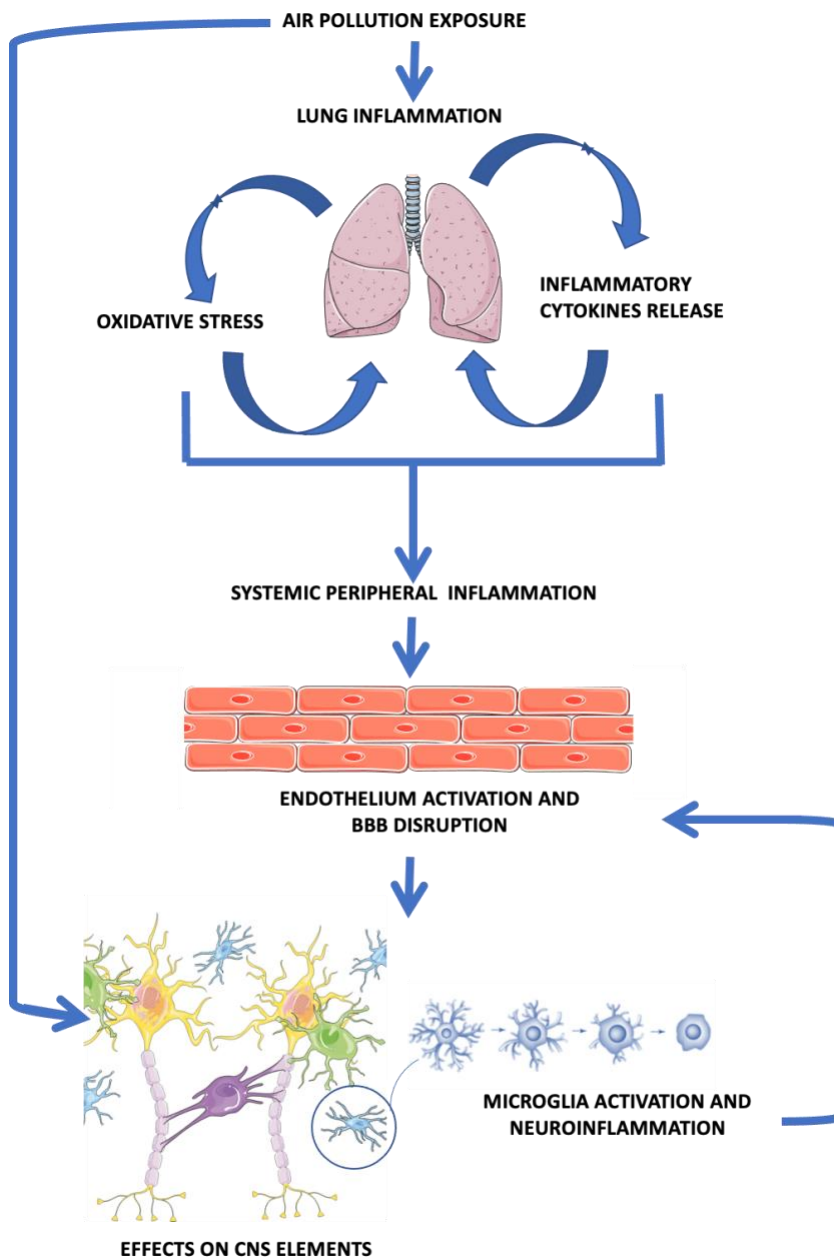 AIR POLLUTION EXPOSURE
LUNG INFLAMMATION
OXIDATIVE STRESS
INFLAMMATORY
CYTOKINES RELEASE
SYSTEMIC PERIPHERAL INFLAMMATION
ENDOTHELIUM ACTIVATION AND
BBB DISRUPTION
MICROGLIA ACTIVATION AND
NEUROINFLAMMATION
EFFECTS ON CNS ELEMENTS